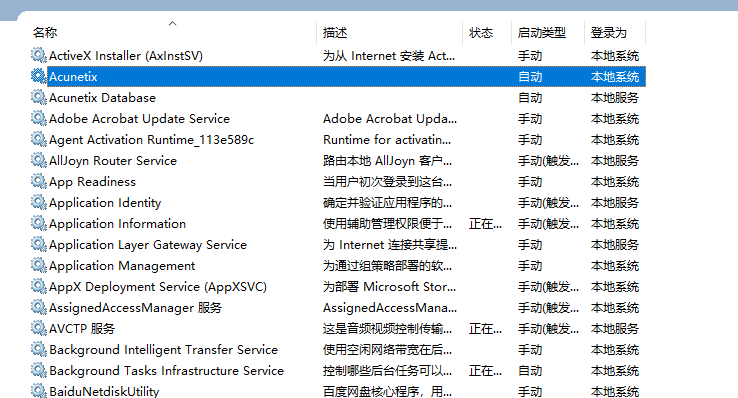 名称 描述 状态 启动类型 登录为
ActiveX Installer (AxInstSV) 为从 Internet 安装 Act... 手动 本地系统
Acunetix 自动 本地系统
Acunetix Database 自动 本地服务
Adobe Acrobat Update Service Adobe Acrobat Upda... 手动 本地系统
Agent Activation Runtime_113e589c Runtime for activatin... 手动 本地系统
AllJoyn Router Service 路由本地 AllJoyn 客户... 手动(触发... 本地服务
App Readiness 当用户初次登录到这台... 手动 本地系统
Application Identity 确定并验证应用程序的... 手动(触发... 本地服务
Application Information 使用辅助管理权限便于... 正在... 手动(触发... 本地系统
Application Layer Gateway Service 为 Internet 连接共享提... 手动 本地服务
Application Management 为通过组策略部署的软... 手动 本地系统
AppX Deployment Service (AppXSVC) 为部署 Microsoft Stor... 手动(触发... 本地系统
AssignedAccessManager 服务 AssignedAccessMana... 手动(触发... 本地系统
AVCTP 服务 这是音频视频控制传输... 正在... 手动(触发... 本地服务
Background Intelligent Transfer Service 使用空闲网络带宽在后... 手动 本地系统
Background Tasks Infrastructure Service 控制哪些后台任务可以... 正在... 自动 本地系统
BaiduNetdiskUtility 百度网盘核心程序，用... 手动 本地系统